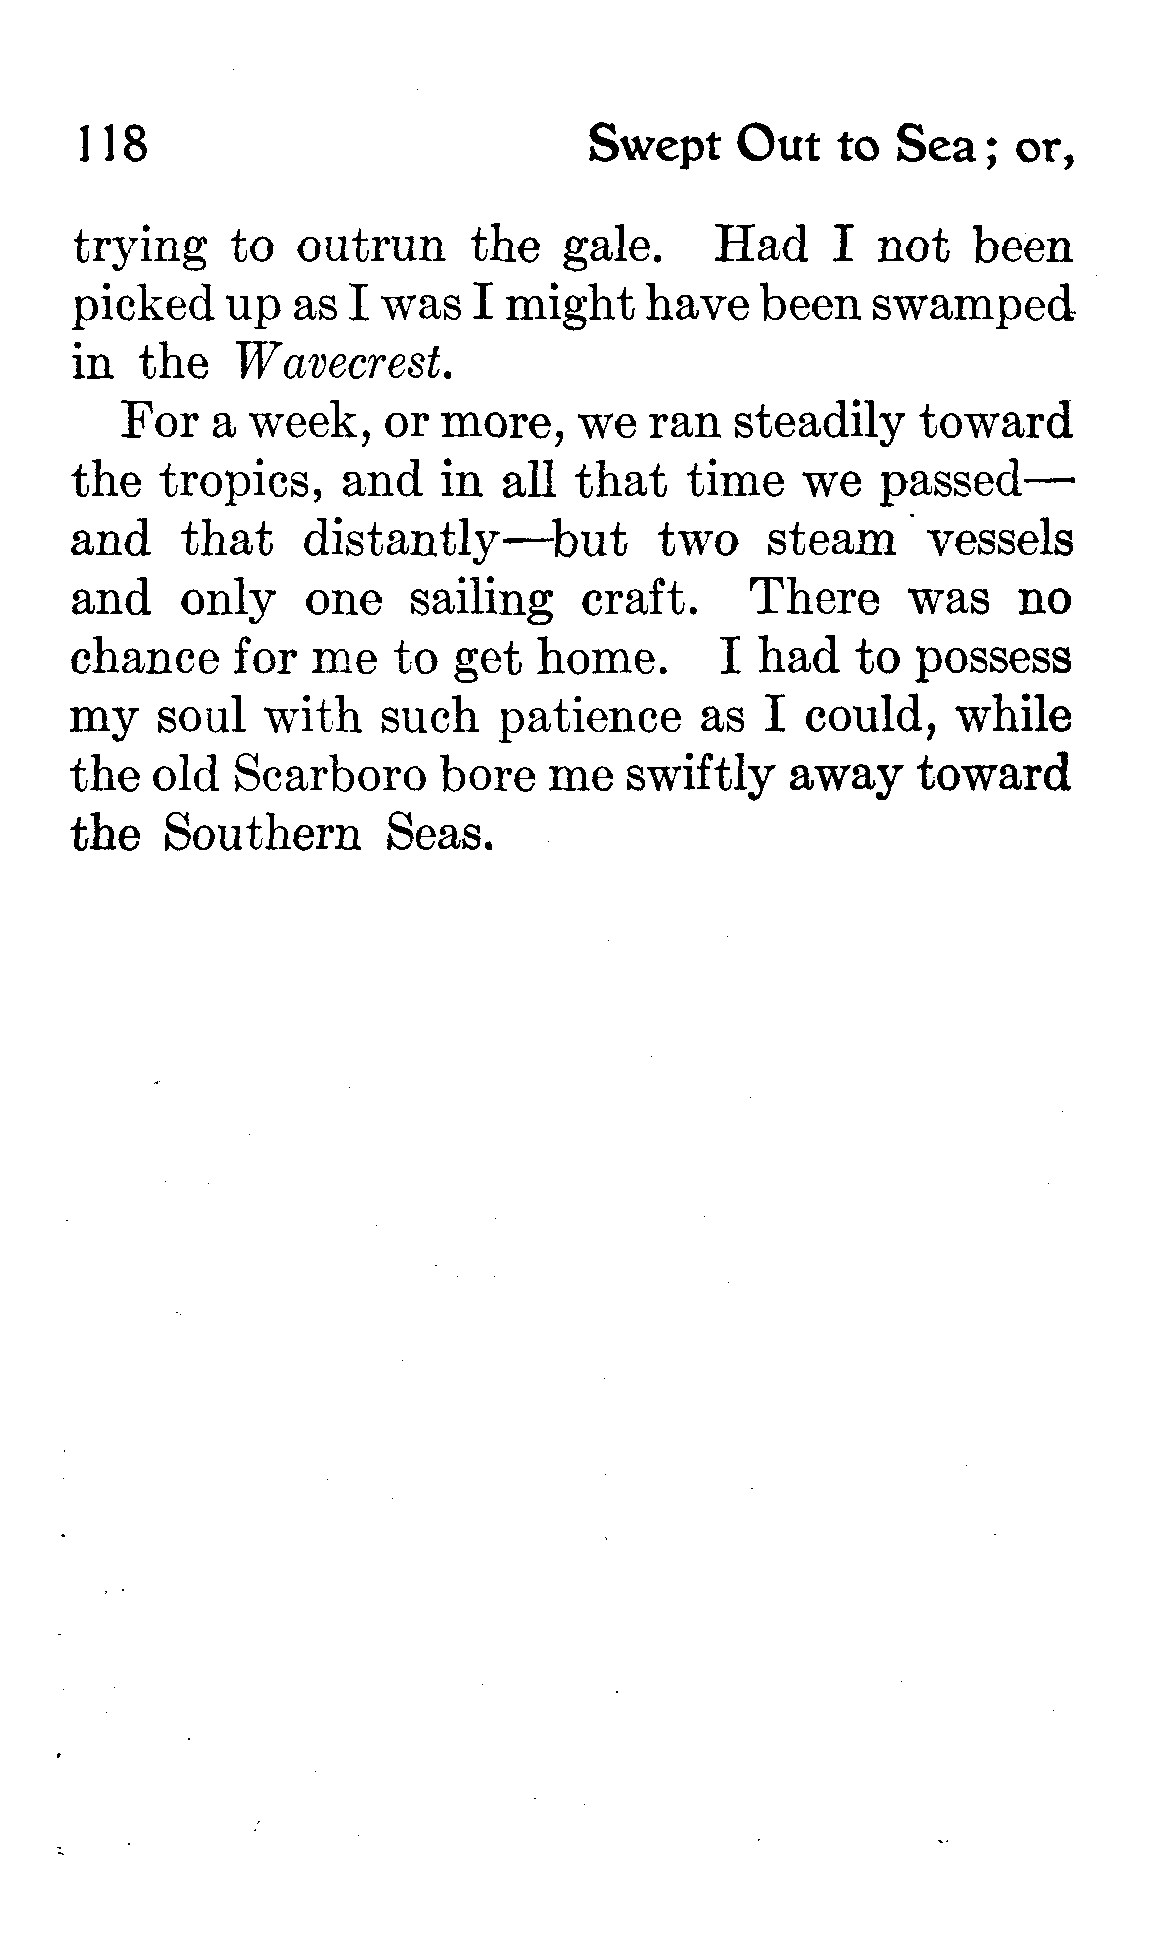 118 Swept Out to Sea; or,
trying to outrun the gale. Had I not been
picked up as I was I might have been swamped
in the Wavecrest.
For a week, or more, we ran steadily toward
the tropics, and in all that time we passed—
and that distantly—but two steam vessels
and only one sailing craft. There was no
chance for me to get home. I had to possess
my soul with such patience as I could, while
the old Scarboro bore me swiftly away toward
the Southern Seas.